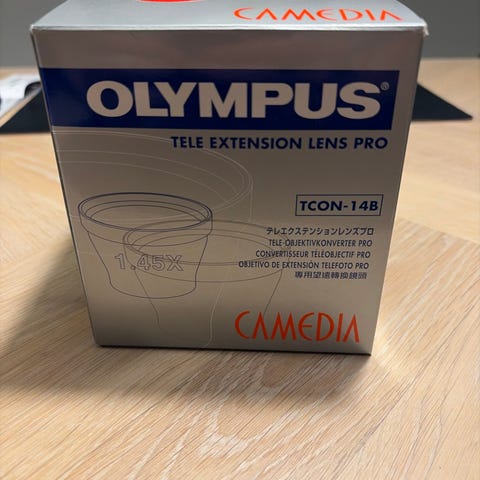 CAMEDIA
OLYMPUS®
TELE EXTENSION LENS PRO
TCON-14B
1.45X
テレエクステンションレンズプロ
TELE-OBJEKTIVKONVERTER PRO
CONVERTISSEUR TÉLÉOBJECTIF PRO
OBJETIVO DE EXTENSIÓN TELEFOTO PRO
專用望遠轉換鏡頭
CAMEDIA